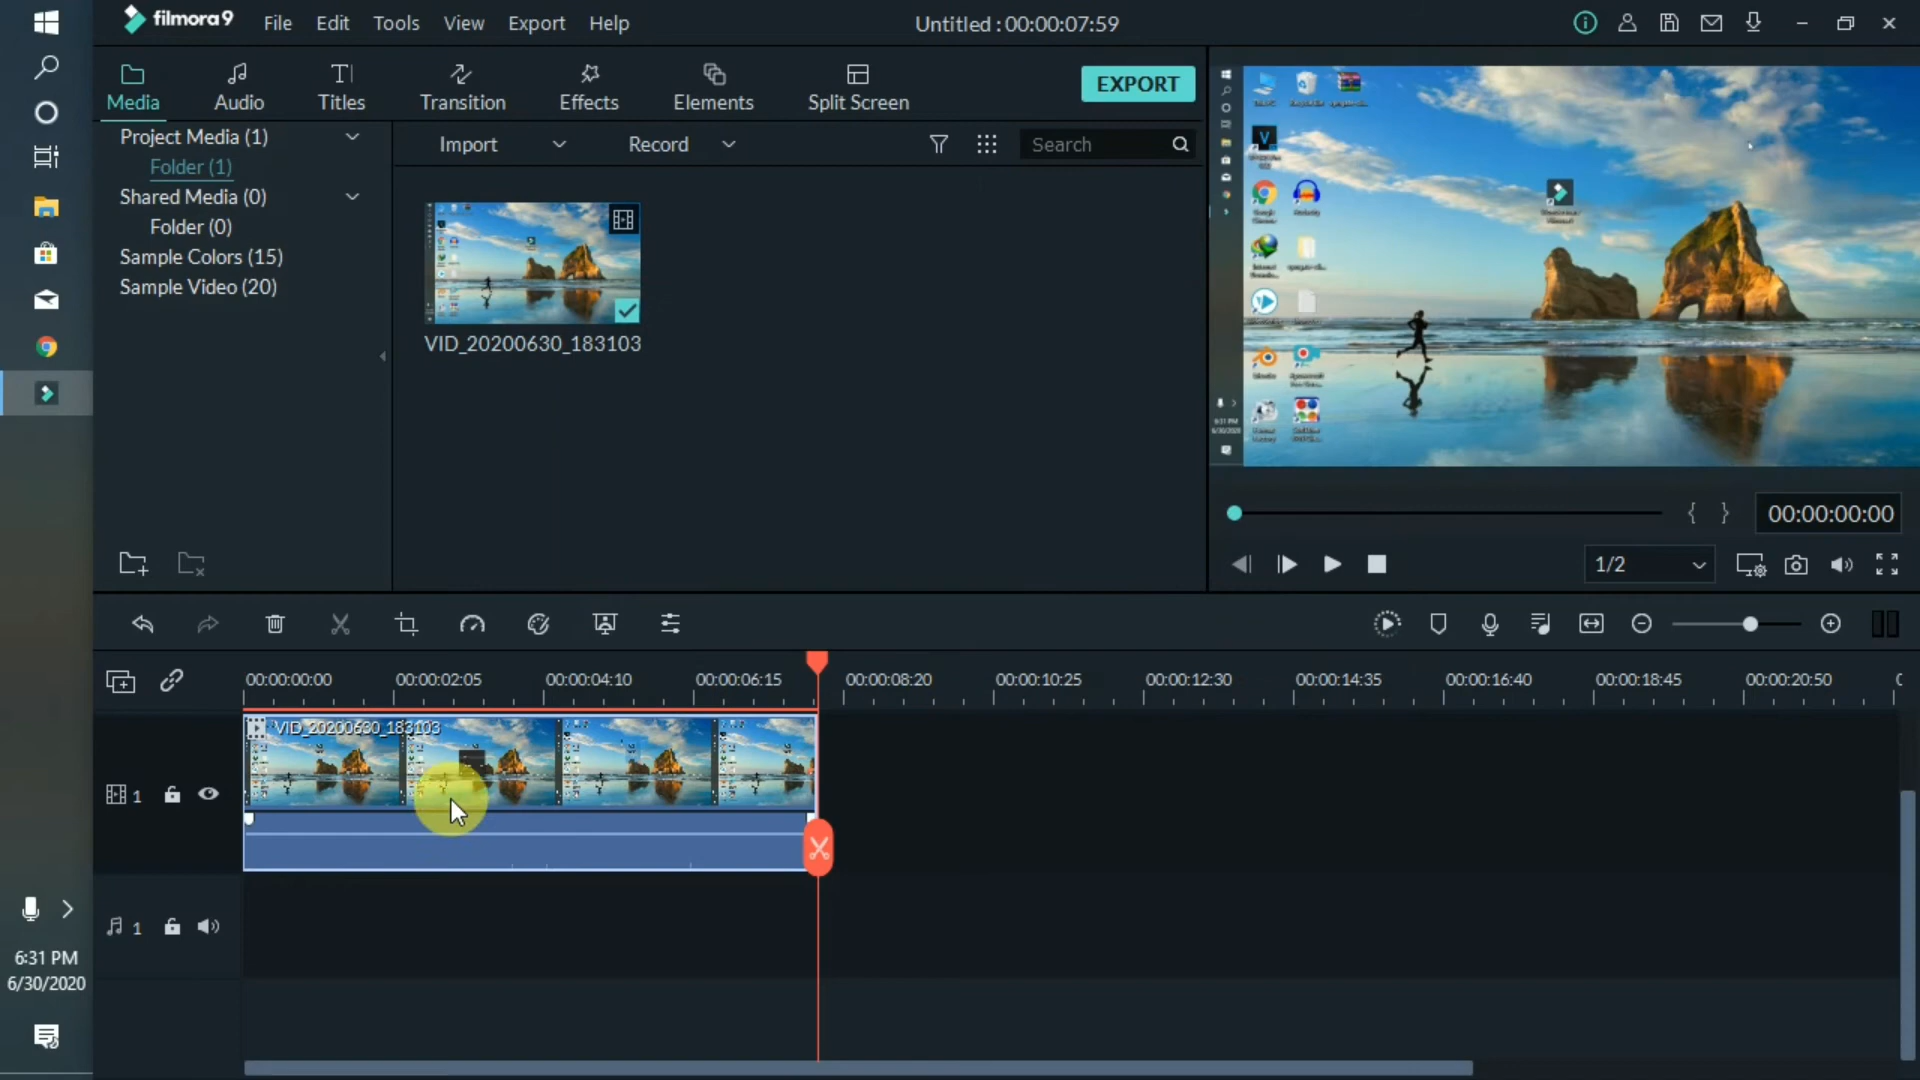 filmora9 File Edit Tools View Export Help Untitled : 00:00:07:59
Media Audio Titles Transition Effects Elements Split Screen EXPORT
Project Media (1)
Folder (1)
Shared Media (0)
Folder (0)
Sample Colors (15)
Sample Video (20)
Import Record Search
VID_20200630_183103
00:00:00:00
1/2
00:00:00:00 00:00:02:05 00:00:04:10 00:00:06:15 00:00:08:20 00:00:10:25 00:00:12:30 00:00:14:35 00:00:16:40 00:00:18:45 00:00:20:50
VID_20200630_183103
1
1
6:31 PM
6/30/2020